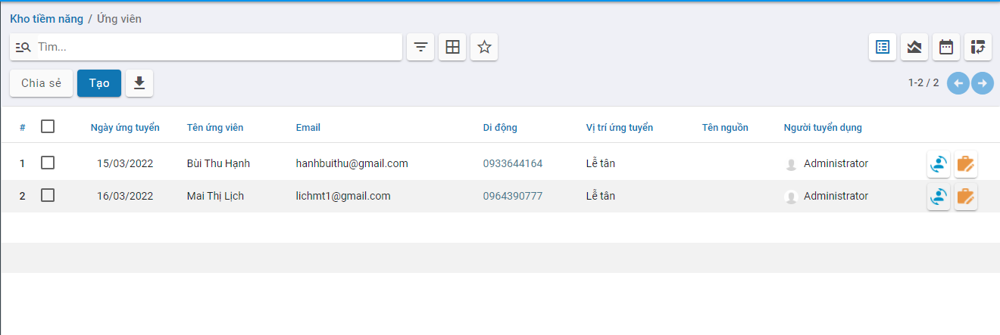 Kho tiềm năng / Ứng viên
Tìm...
Chia sẻ Tạo 1-2 / 2
# Ngày ứng tuyển Tên ứng viên Email Di động Vị trí ứng tuyển Tên nguồn Người tuyển dụng
1 15/03/2022 Bùi Thu Hạnh hanhbuithu@gmail.com 0933644164 Lễ tân Administrator
2 16/03/2022 Mai Thị Lịch lichmt1@gmail.com 0964390777 Lễ tân Administrator